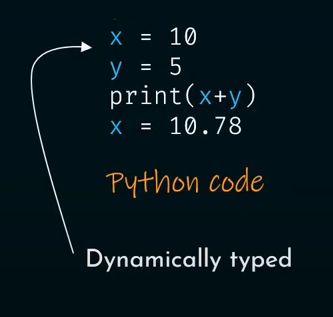 x = 10
y = 5
print(x+y)
x = 10.78
Python code
Dynamically typed